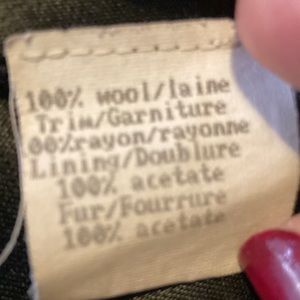 100% wool/laine
Trim/Garniture
00%rayon/rayonne
Lining/Doublure
100% acetate
Fur/Fourrure
100% acetate